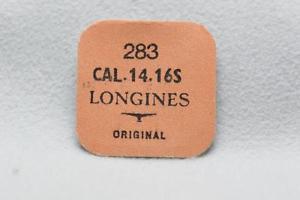 283
CAL.14.16S
LONGINES
ORIGINAL